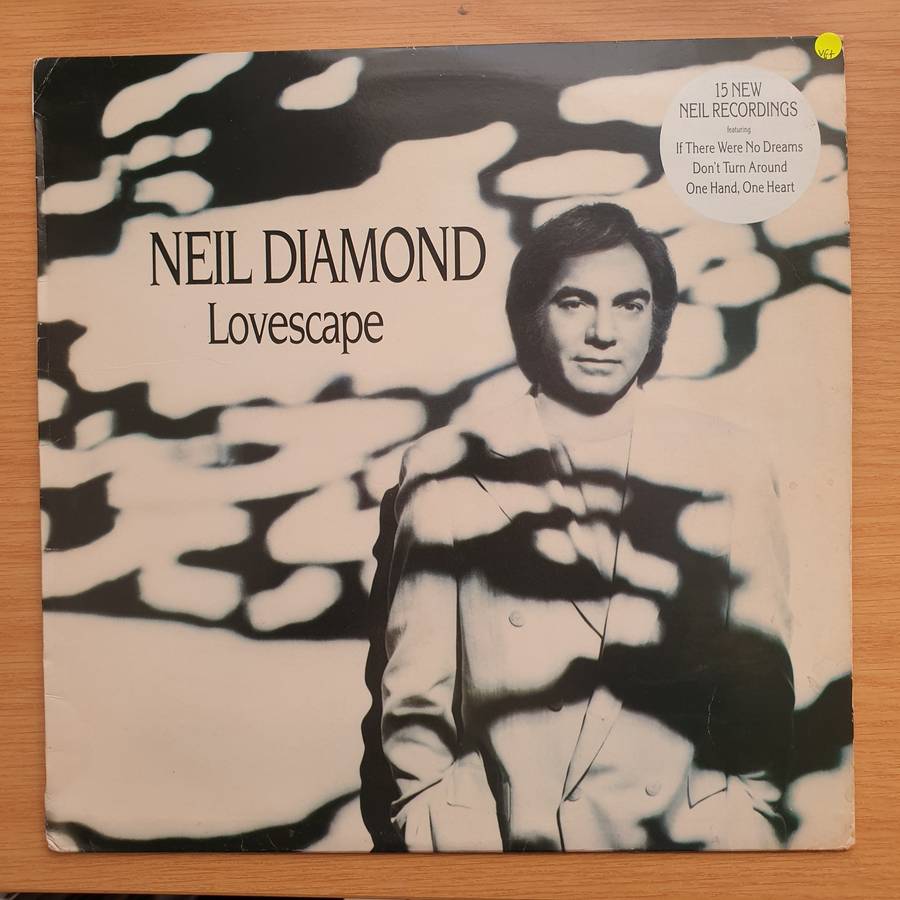 VG+
15 NEW
NEIL RECORDINGS
featuring
If There Were No Dreams
Don't Turn Around
One Hand, One Heart
NEIL DIAMOND
Lovescape